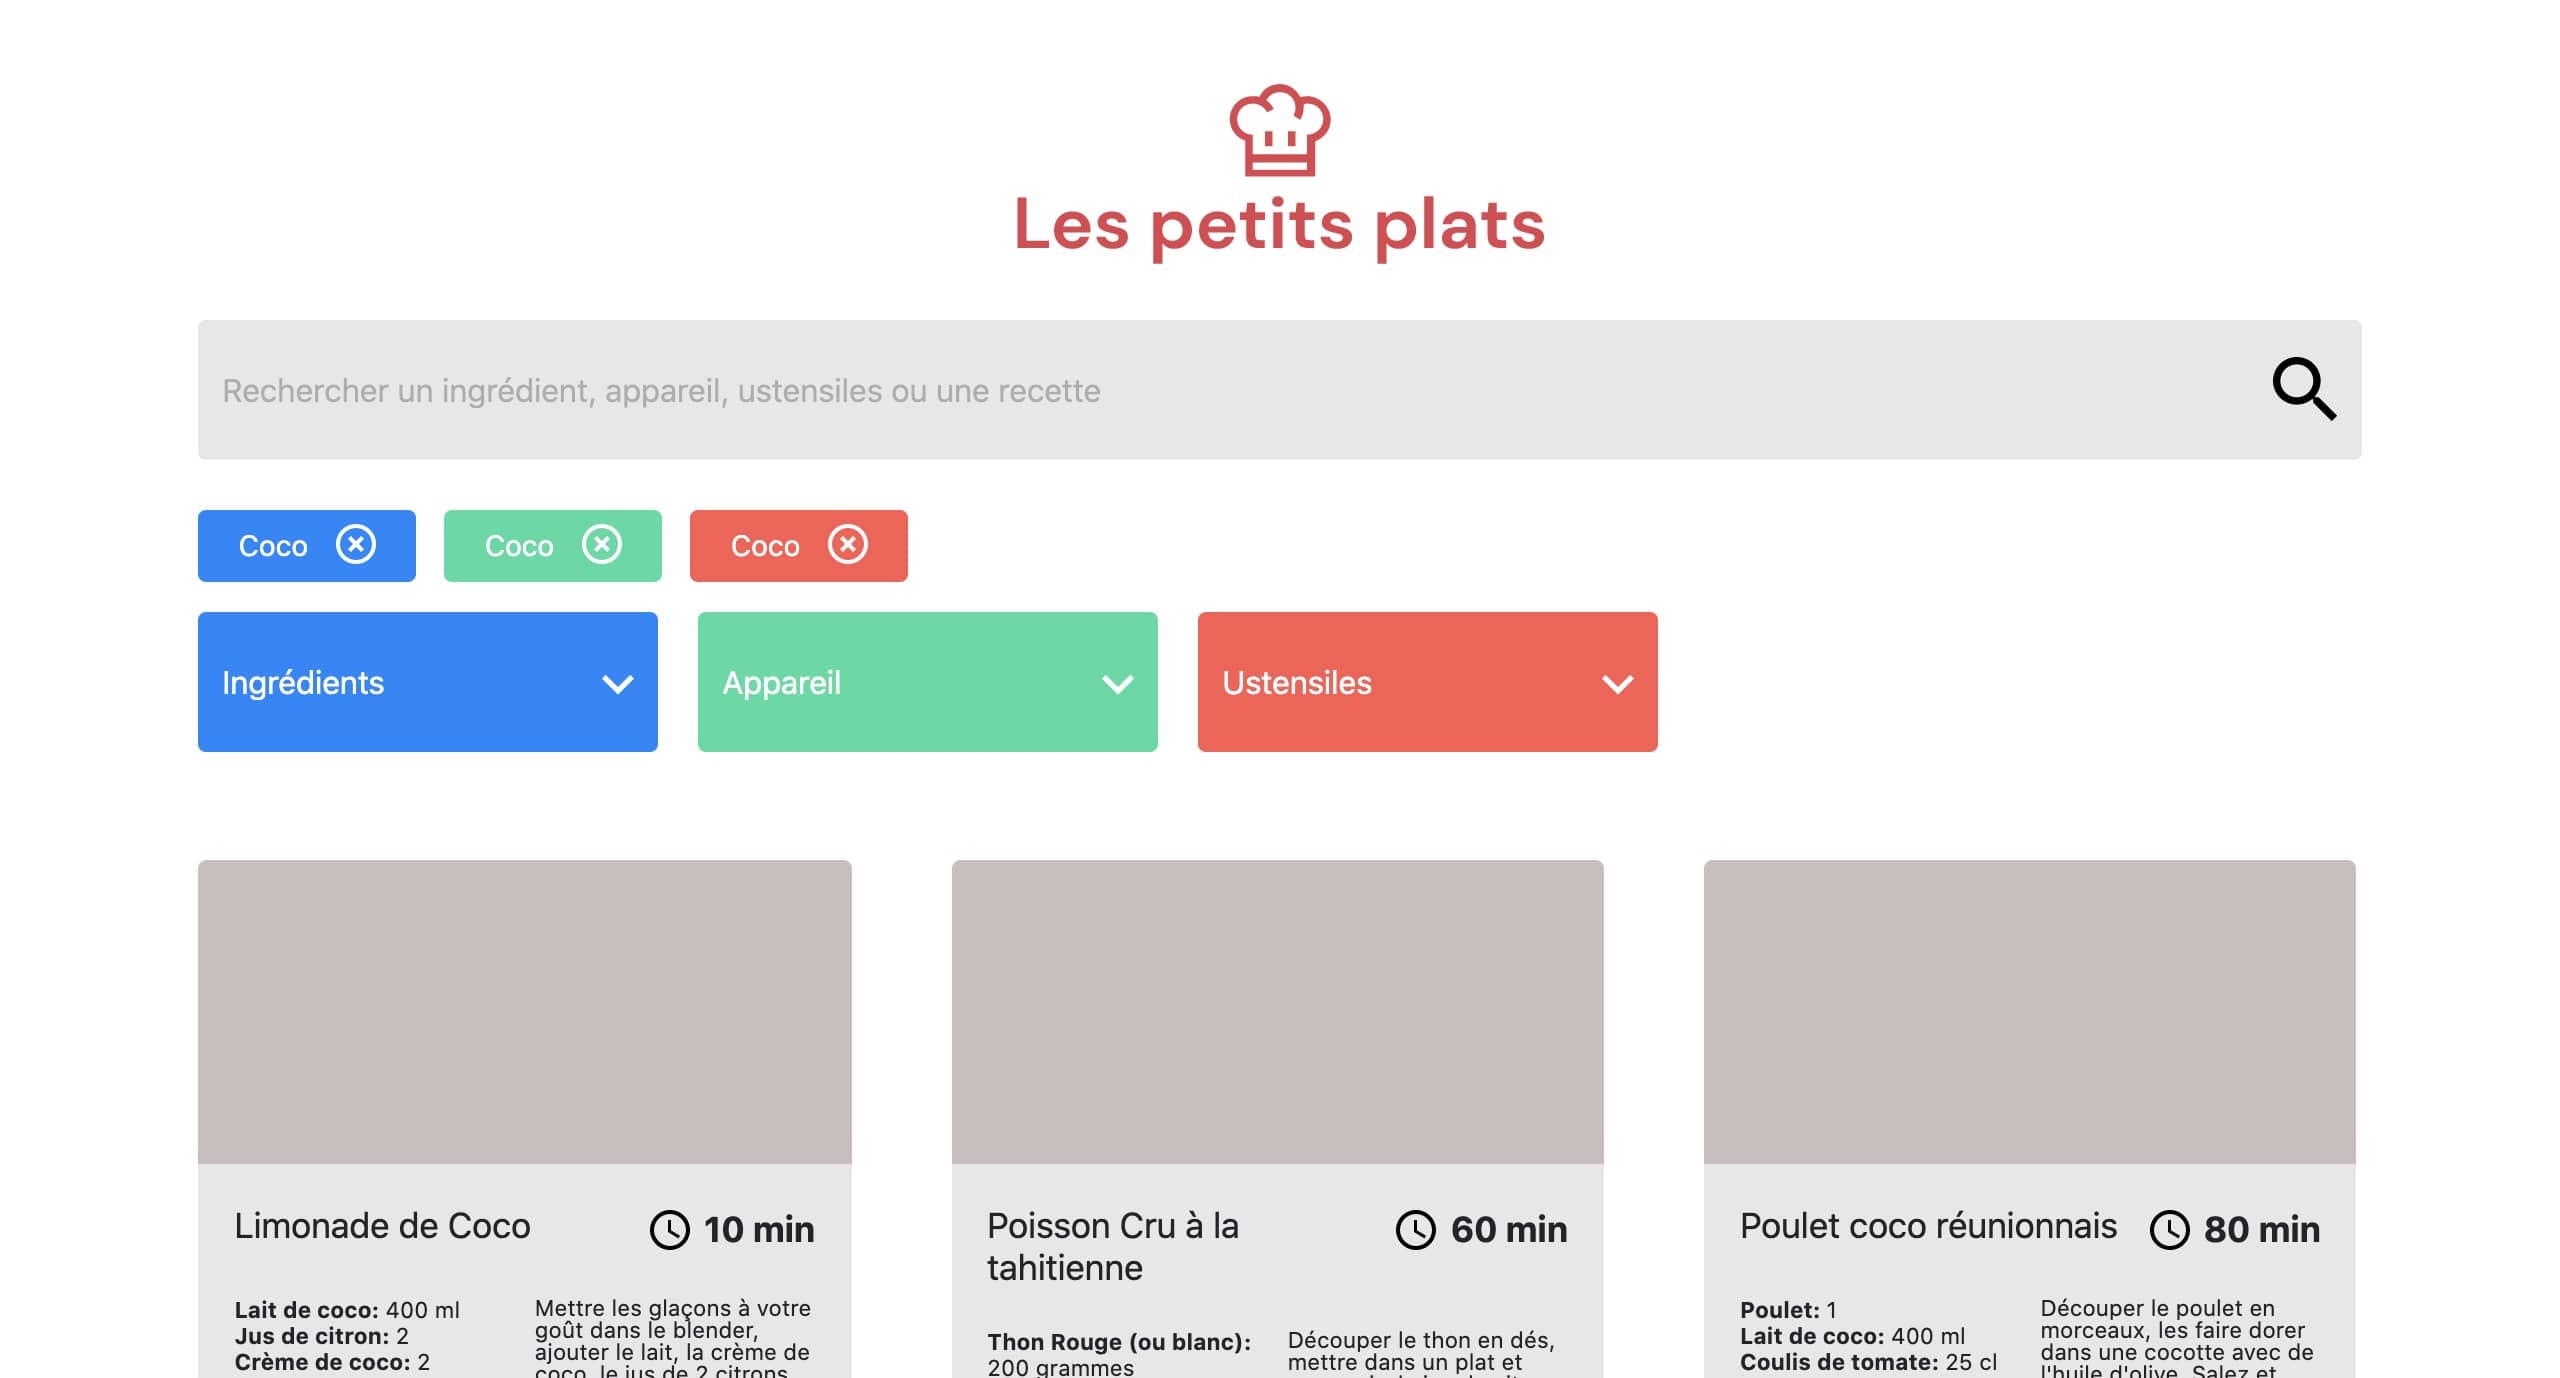 Les petits plats
Rechercher un ingrédient, appareil, ustensiles ou une recette
Coco
Coco
Coco
Ingrédients
Appareil
Ustensiles
Limonade de Coco
10 min
Lait de coco: 400 ml
Jus de citron: 2
Crème de coco: 2
Mettre les glaçons à votre
goût dans le blender,
ajouter le lait, la crème de
coco, le jus de 2 citrons
Poisson Cru à la
tahitienne
60 min
Thon Rouge (ou blanc):
200 grammes
Découper le thon en dés,
mettre dans un plat et
Poulet coco réunionnais
80 min
Poulet: 1
Lait de coco: 400 ml
Coulis de tomate: 25 cl
Découper le poulet en
morceaux, les faire dorer
dans une cocotte avec de
l'huile d'olive. Salez et